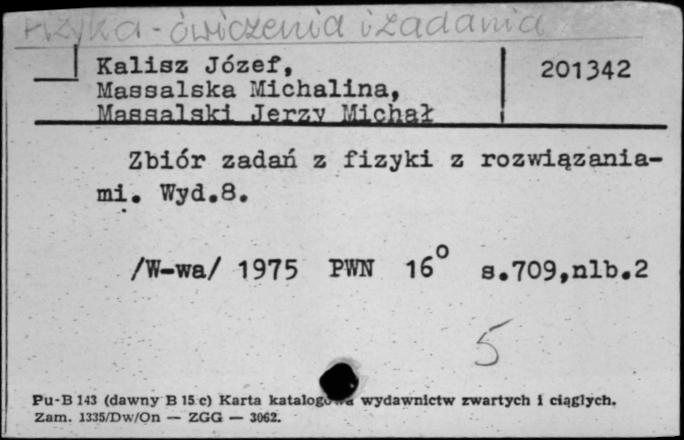 Fizyka - ćwiczenia i zadania
Kalisz Józef, 201342
Massalska Michalina,
Massalski Jerzy Michał
Zbiór zadań z fizyki z rozwiązania-
mi. Wyd.8.
/W-wa/ 1975 PWN 16° s.709,nlb.2
5
Pu-B 143 (dawny B 15 c) Karta katalogowa wydawnictw zwartych i ciągłych.
Zam. 1335/Dw/On — ZGG — 3062.